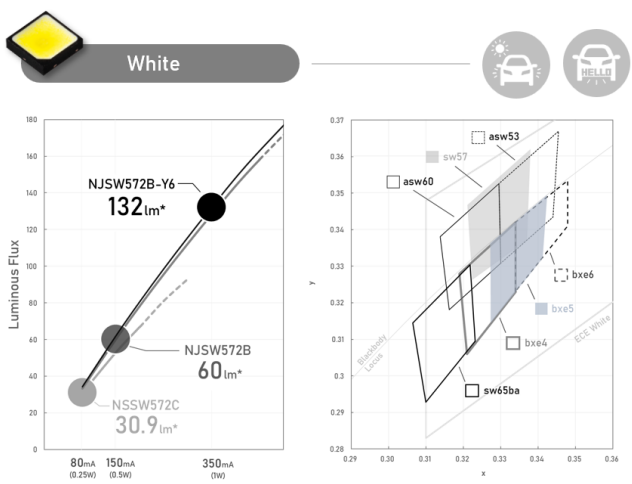 White
HELLO
Luminous Flux
180
160
140
120
100
80
60
40
20
0
NJSW572B-Y6
132lm*
NJSW572B
60lm*
NSSW572C
30.9lm*
80mA
(0.25W)
150mA
(0.5W)
350mA
(1W)
y
0.37
0.36
0.35
0.34
0.33
0.32
0.31
0.3
0.29
0.28
asw53
sw57
asw60
bxe6
bxe5
bxe4
sw65ba
Blackbody
Locus
ECE White
0.29
0.30
0.31
0.32
0.33
0.34
0.35
0.36
x